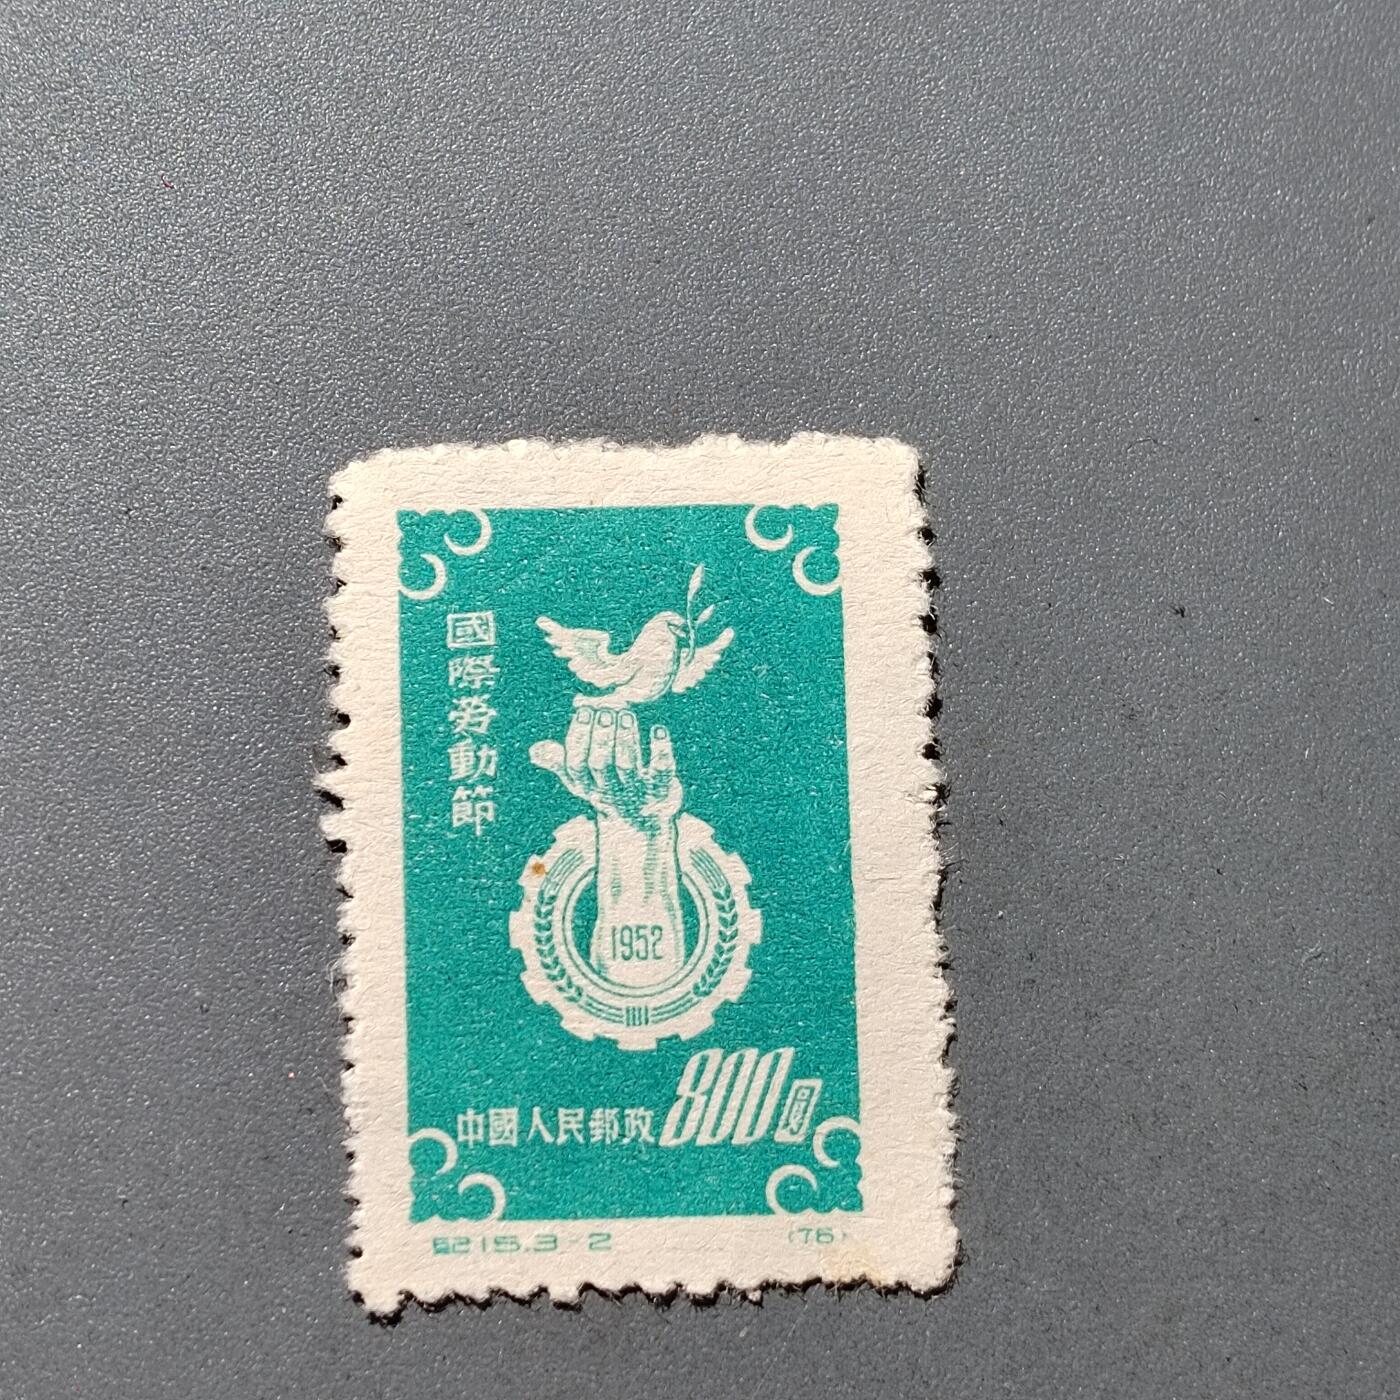 國際勞動節
1952
800圓
中國人民郵政
紀15.3-2
(76)